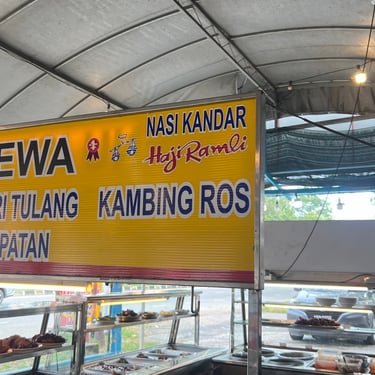 NASI KANDAR
EWA
Haji Ramli
RI TULANG KAMBING ROS
PATAN